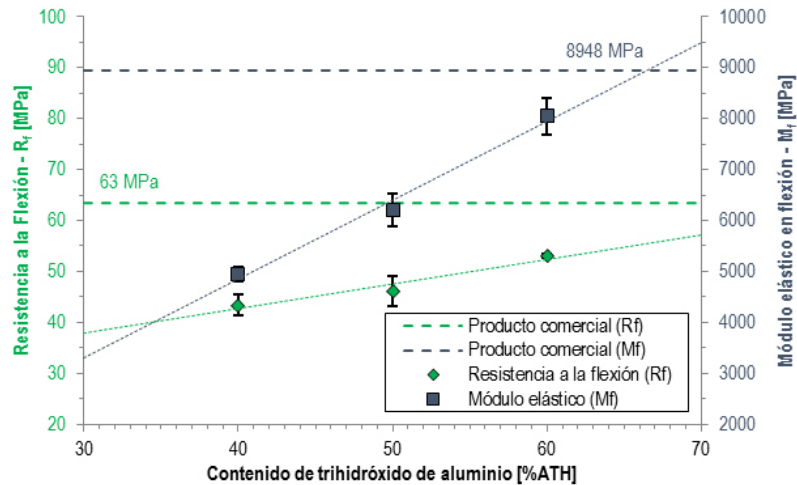 100
90
80
70
60
50
40
30
20
Resistencia a la Flexión - Rf [MPa]
10000
9000
8000
7000
6000
5000
4000
3000
2000
Módulo elástico en flexión - Mf [MPa]
8948 MPa
63 MPa
Producto comercial (Rf)
Producto comercial (Mf)
Resistencia a la flexión (Rf)
Módulo elástico (Mf)
30
40
50
60
70
Contenido de trihidróxido de aluminio [%ATH]